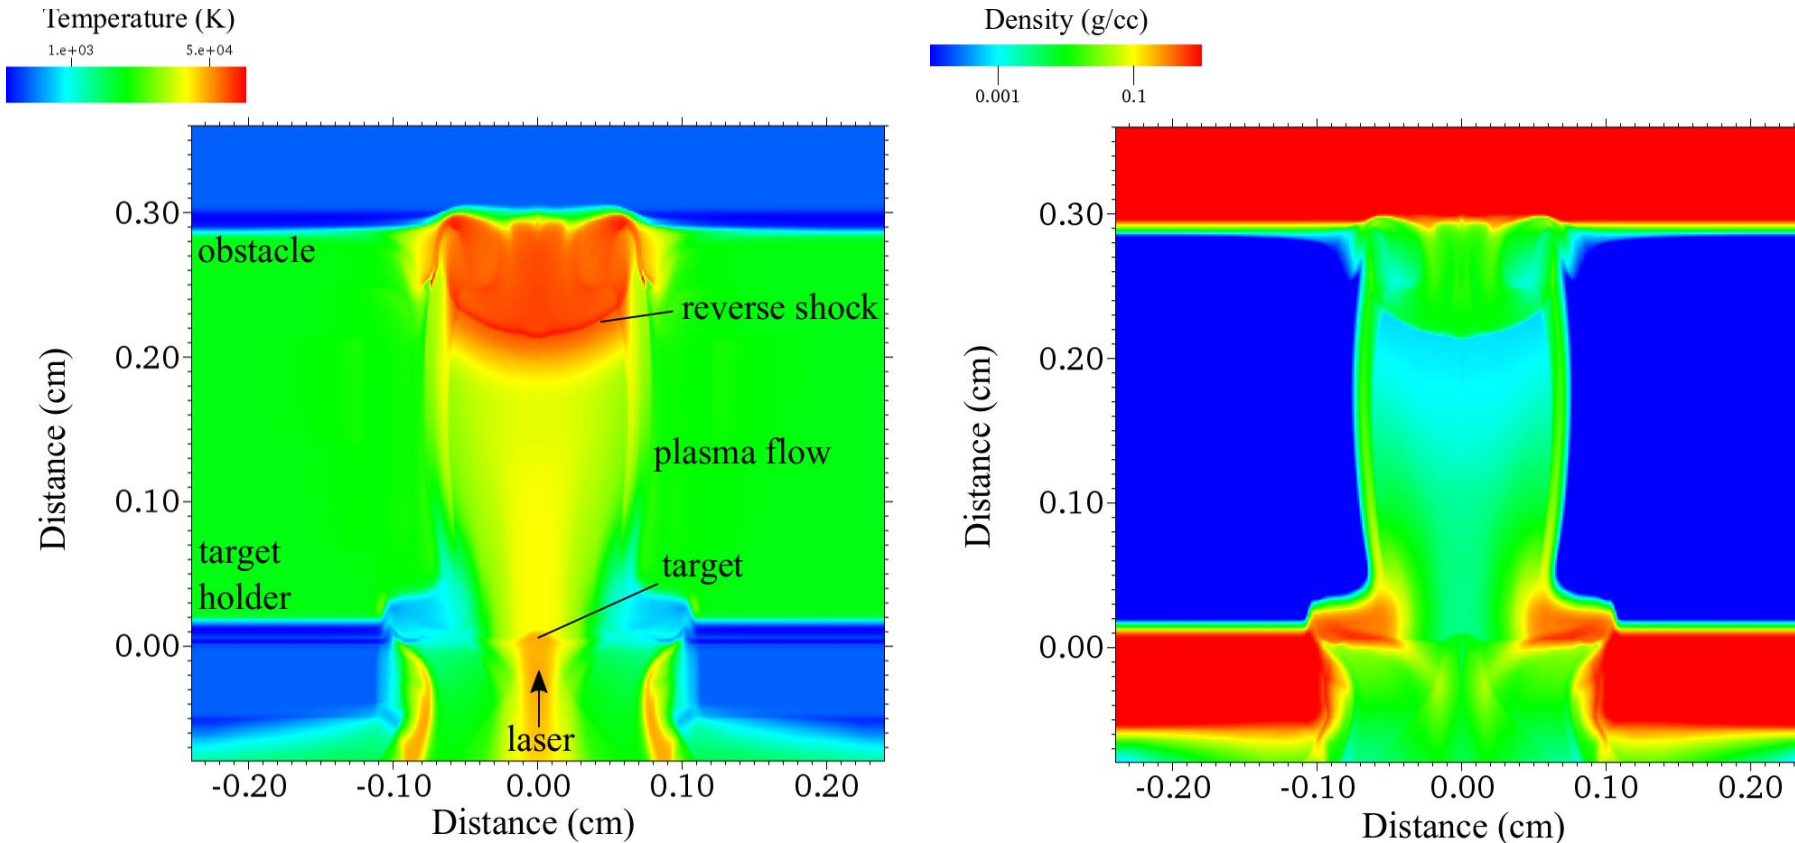 Temperature (K)
1.e+03 5.e+04
0.30
0.20
0.10
0.00
Distance (cm)
obstacle
reverse shock
plasma flow
target
holder
target
laser
-0.20 -0.10 0.00 0.10 0.20
Distance (cm)
Density (g/cc)
0.001 0.1
0.30
0.20
0.10
0.00
Distance (cm)
-0.20 -0.10 0.00 0.10 0.20
Distance (cm)